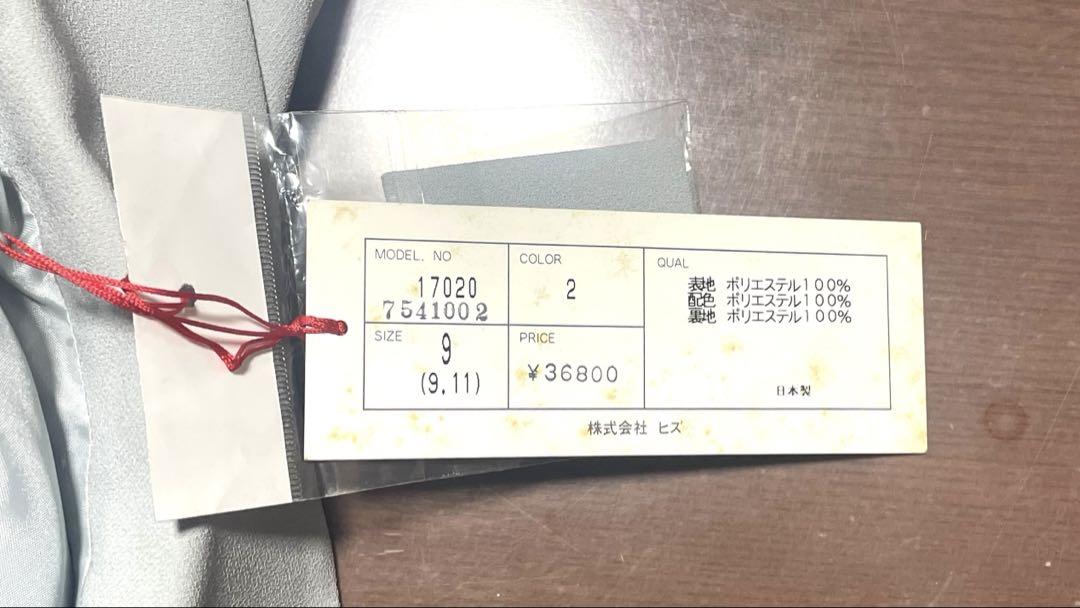 MODEL. NO
17020
7541002
COLOR
2
QUAL
表地 ポリエステル100%
配色 ポリエステル100%
裏地 ポリエステル100%
SIZE
9
(9.11)
PRICE
¥36800
日本製
株式会社 ヒズ